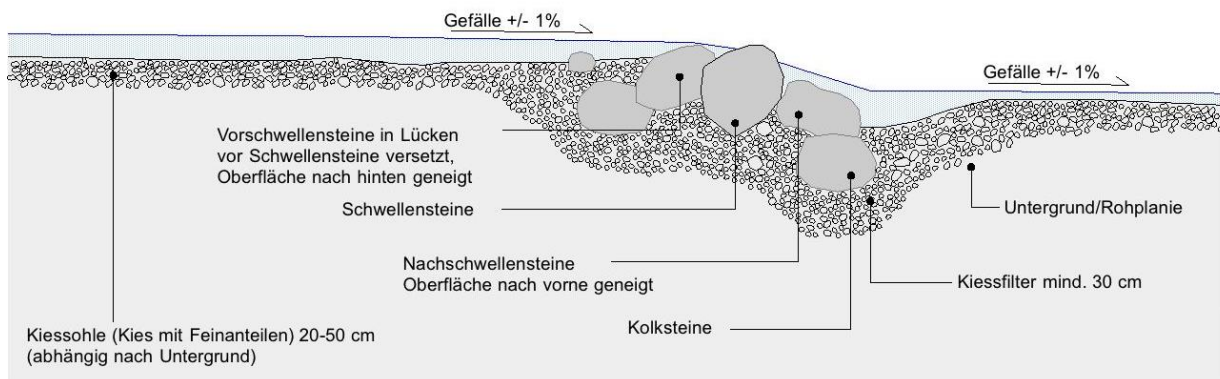 Gefälle +/- 1%
Gefälle +/- 1%
Vorschwellensteine in Lücken
vor Schwellensteine versetzt,
Oberfläche nach hinten geneigt
Schwellensteine
Untergrund/Rohplanie
Nachschwellensteine
Oberfläche nach vorne geneigt
Kiessfilter mind. 30 cm
Kolksteine
Kiessohle (Kies mit Feinanteilen) 20-50 cm
(abhängig nach Untergrund)